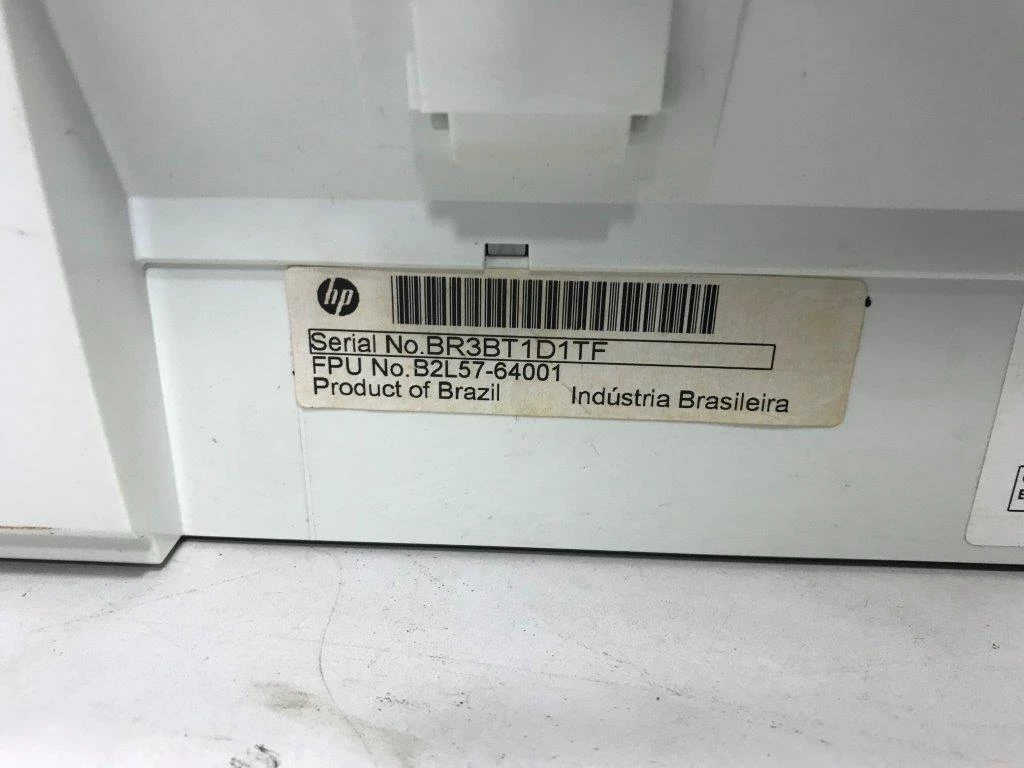 hp
Serial No.BR3BT1D1TF
FPU No.B2L57-64001
Product of Brazil Indústria Brasileira